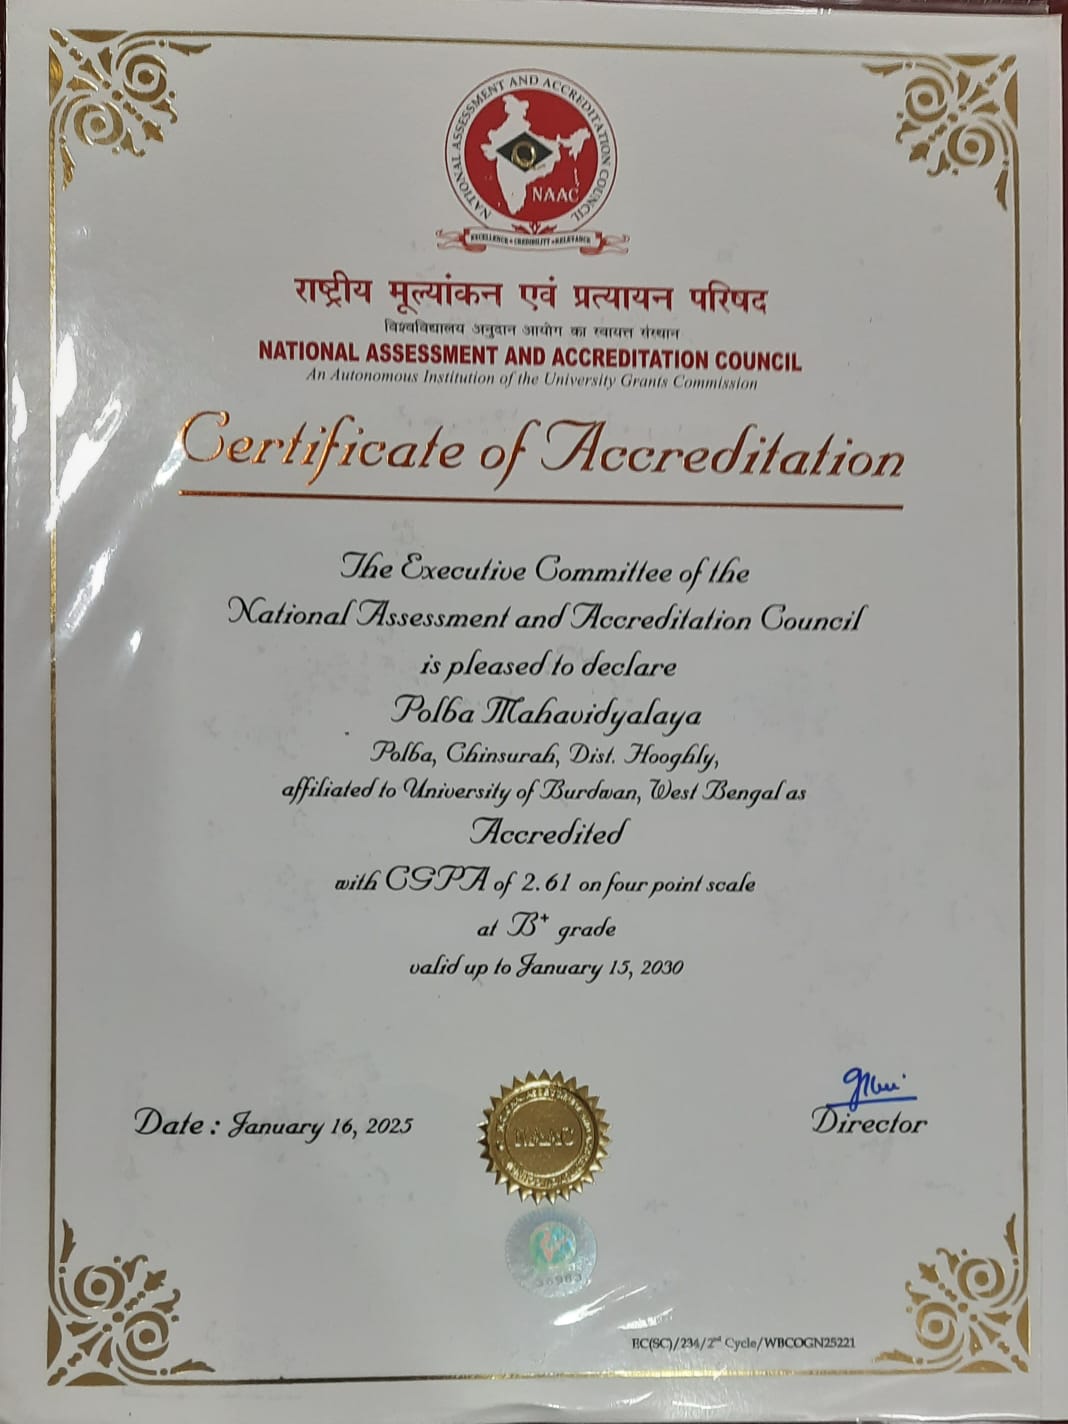 NATIONAL ASSESSMENT AND ACCREDITATION COUNCIL
NAAC
EXCELLENCE • CREDIBILITY • RELEVANCE
राष्ट्रीय मूल्यांकन एवं प्रत्यायन परिषद
विश्वविद्यालय अनुदान आयोग का स्वायत्त संस्थान
NATIONAL ASSESSMENT AND ACCREDITATION COUNCIL
An Autonomous Institution of the University Grants Commission
Certificate of Accreditation
The Executive Committee of the
National Assessment and Accreditation Council
is pleased to declare
Polba Mahavidyalaya
Polba, Chinsurah, Dist. Hooghly,
affiliated to University of Burdwan, West Bengal as
Accredited
with CGPA of 2.61 on four point scale
at B⁺ grade
valid up to January 15, 2030
Date : January 16, 2025
Director
NAAC
EC(SC)/234/2ⁿᵈ Cycle/WBCOGN25221